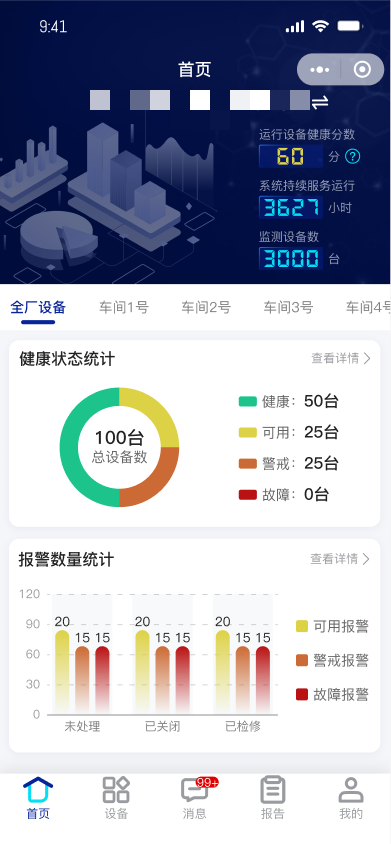 9:41
首页
运行设备健康分数
60 分 ?
系统持续服务运行
3627 小时
监测设备数
3000 台
全厂设备 车间1号 车间2号 车间3号 车间4号
健康状态统计 查看详情
100台
总设备数
健康: 50台
可用: 25台
警戒: 25台
故障: 0台
报警数量统计 查看详情
120
90
60
30
0
20 15 15 20 15 15 20 15 15
未处理 已关闭 已检修
可用报警
警戒报警
故障报警
99+
首页 设备 消息 报告 我的